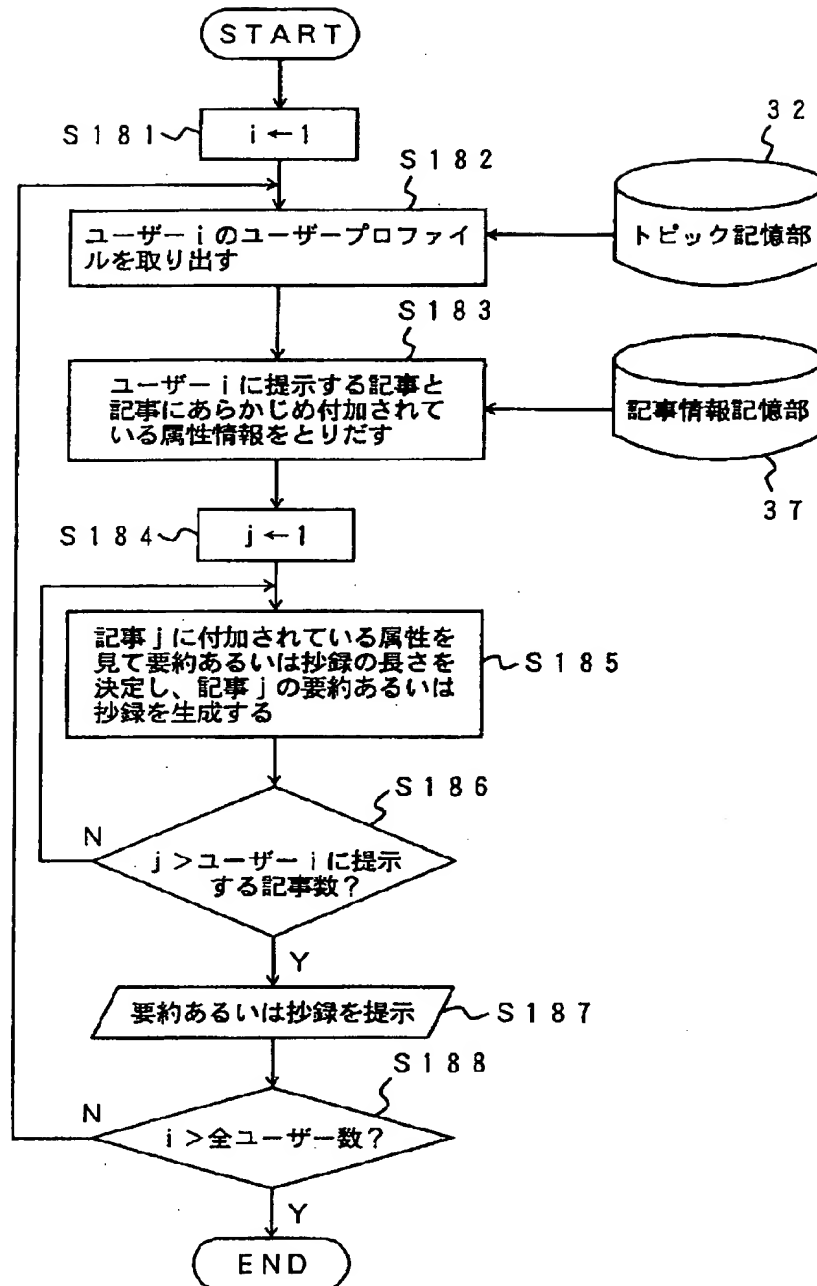 START
S181
i←1
S182
32
ユーザーiのユーザープロファイ
ルを取り出す
トピック記憶部
S183
ユーザーiに提示する記事と
記事にあらかじめ付加されて
いる属性情報をとりだす
記事情報記憶部
37
S184
j←1
記事jに付加されている属性を
見て要約あるいは抄録の長さを
決定し、記事jの要約あるいは
抄録を生成する
S185
S186
N
j>ユーザーiに提示
する記事数?
Y
要約あるいは抄録を提示
S187
S188
N
i>全ユーザー数?
Y
END